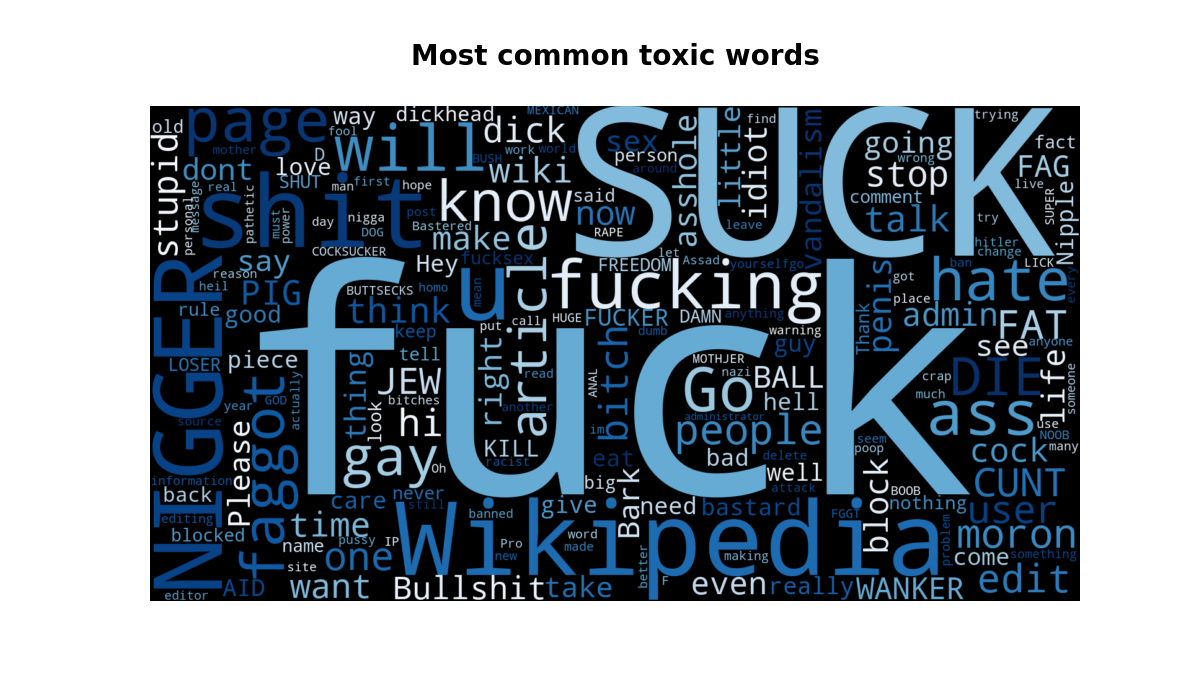 Most common toxic words
old
page
way
dickhead
MEXICAN
SUCK
trying
mother
fool
will
dick
work
world
sex
little
find
vandalism
going
fact
stupid
dont
D
love
BUSH
wiki
person
around
asshole
idiot
stop
wrong
FAG
live
message
personal
real
pathetic
SHUT
man
first
hope
know
said
now
comment
SUPER
Nipple
shit
must
power
day
nigga
DOG
post
Bastered
make
RAPE
leave
talk
try
hitler
change
COCKSUCKER
article
let
NIGGER
say
reason
heil
PIG
rule
good
Hey
fucksex
u
mean
FREEDOM
Assad
yourselfgo
penis
ban
LICK
every
BUTTSECKS
homo
fucking
got
place
hate
think
keep
put
call
HUGE
FUCKER
DAMN
anything
dumb
warning
Thank
admin
FAT
fuck
LOSER
piece
thing
tell
right
bitch
MOTHJER
guy
see
anyone
life
someone
faggot
GOD
actually
JEW
bitches
look
read
ANAL
nazi
Go
BALL
crap
much
DIE
year
source
hi
another
im
administrator
hell
ass
use
NOOB
many
Please
gay
Oh
KILL
racist
eat
people
bad
delete
well
attack
seem
poop
cock
information
back
care
never
still
big
Bark
need
bastard
block
BOOB
nothing
CUNT
editing
blocked
time
pussy
IP
Wikipedia
banned
give
word
FGGT
user
problem
moron
name
site
one
Pro
new
made
better
making
come
something
editor
AID
want
Bullshit
take
F
even
really
WANKER
edit